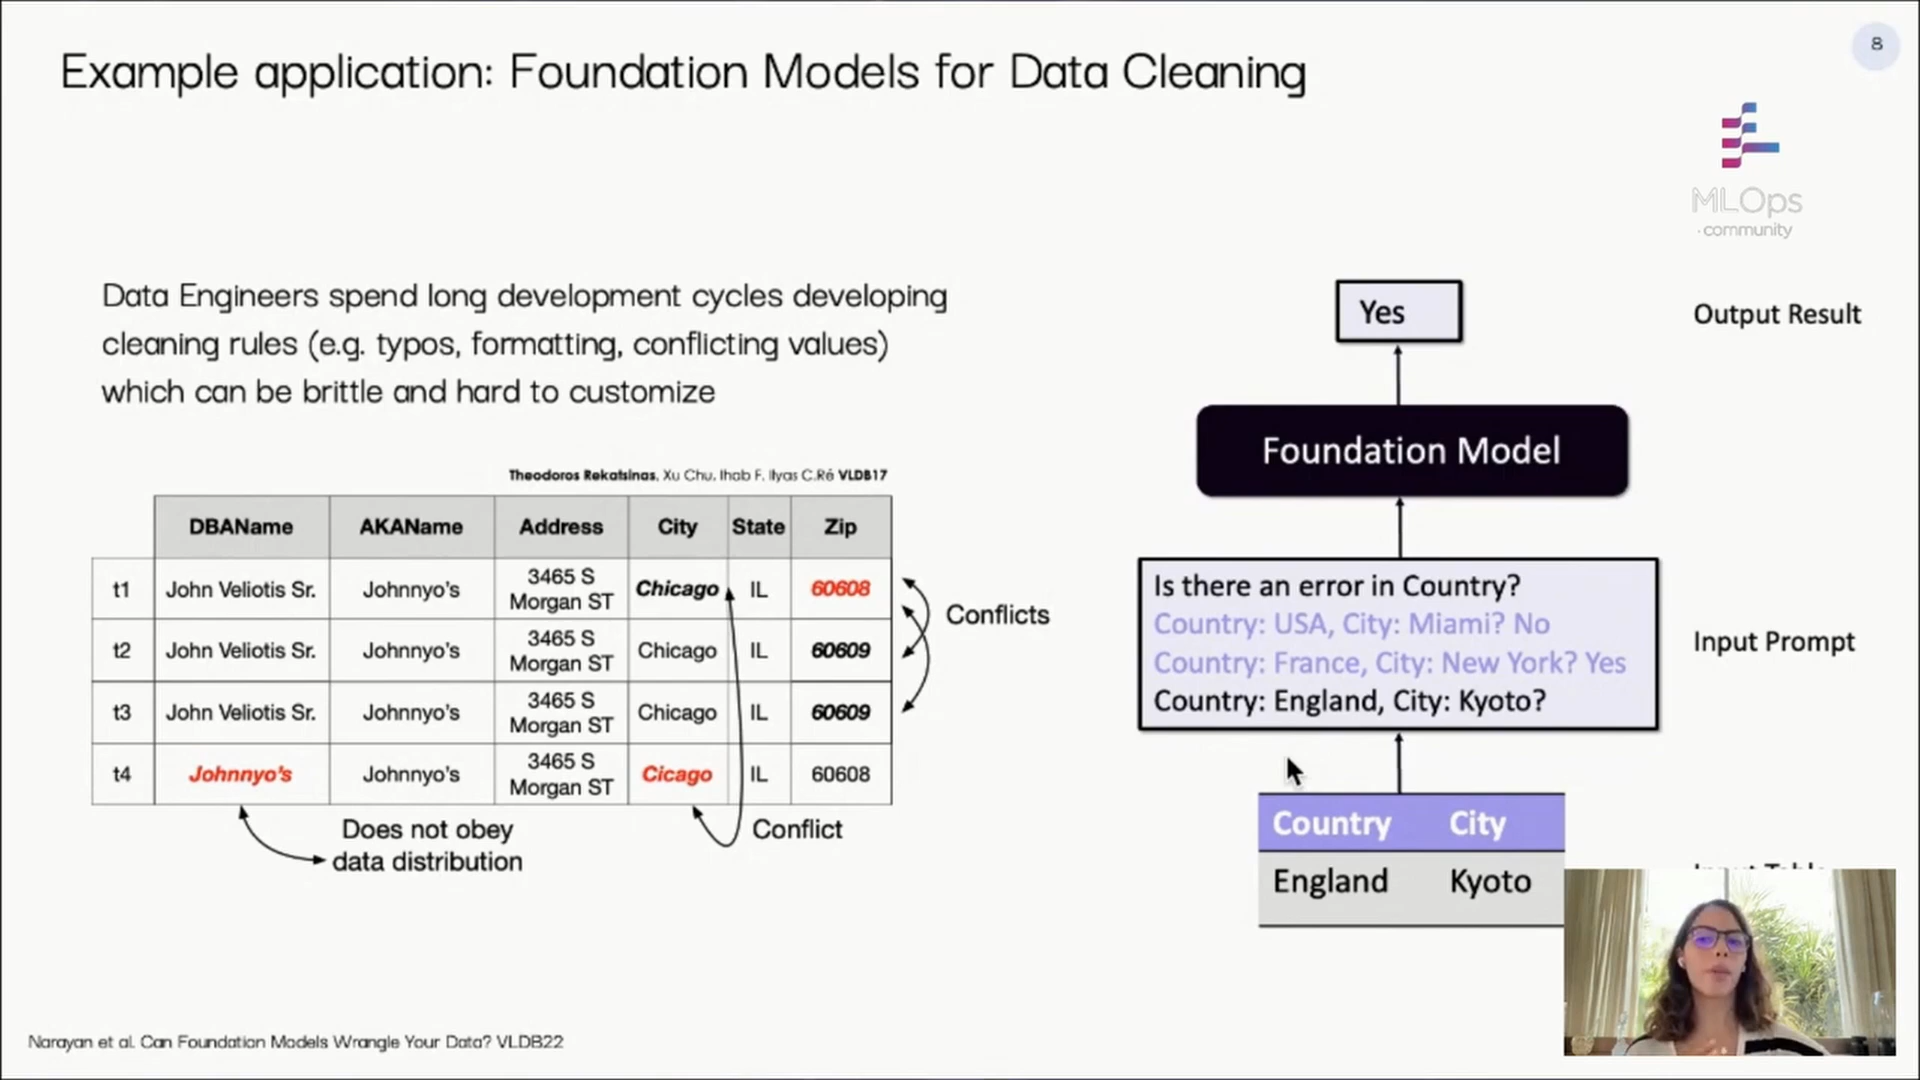 8
Example application: Foundation Models for Data Cleaning
MLOps
community
Data Engineers spend long development cycles developing
cleaning rules (e.g. typos, formatting, conflicting values)
which can be brittle and hard to customize
Theodoros Rekatsinas, Xu Chu, Ihab F. Ilyas C.Ré VLDB17
DBAName AKAName Address City State Zip
t1 John Veliotis Sr. Johnnyo's 3465 S Morgan ST Chicago IL 60608
t2 John Veliotis Sr. Johnnyo's 3465 S Morgan ST Chicago IL 60609
t3 John Veliotis Sr. Johnnyo's 3465 S Morgan ST Chicago IL 60609
t4 Johnnyo's Johnnyo's 3465 S Morgan ST Cicago IL 60608
Conflicts
Does not obey
data distribution
Conflict
Yes
Output Result
Foundation Model
Is there an error in Country?
Country: USA, City: Miami? No
Country: France, City: New York? Yes
Country: England, City: Kyoto?
Input Prompt
Country City
England Kyoto
Narayan et al. Can Foundation Models Wrangle Your Data? VLDB22